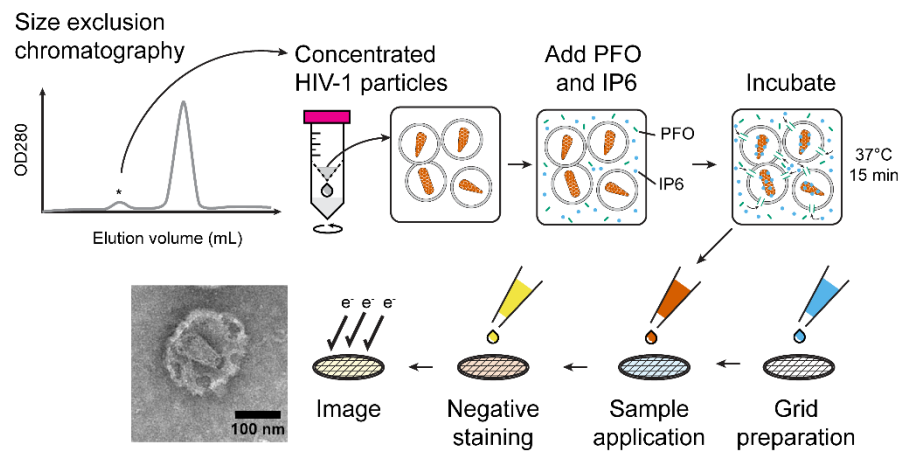 Size exclusion
chromatography
OD280
*
Elution volume (mL)
Concentrated
HIV-1 particles
Add PFO
and IP6
PFO
IP6
Incubate
37°C
15 min
Grid
preparation
Sample
application
Negative
staining
e- e- e-
Image
100 nm